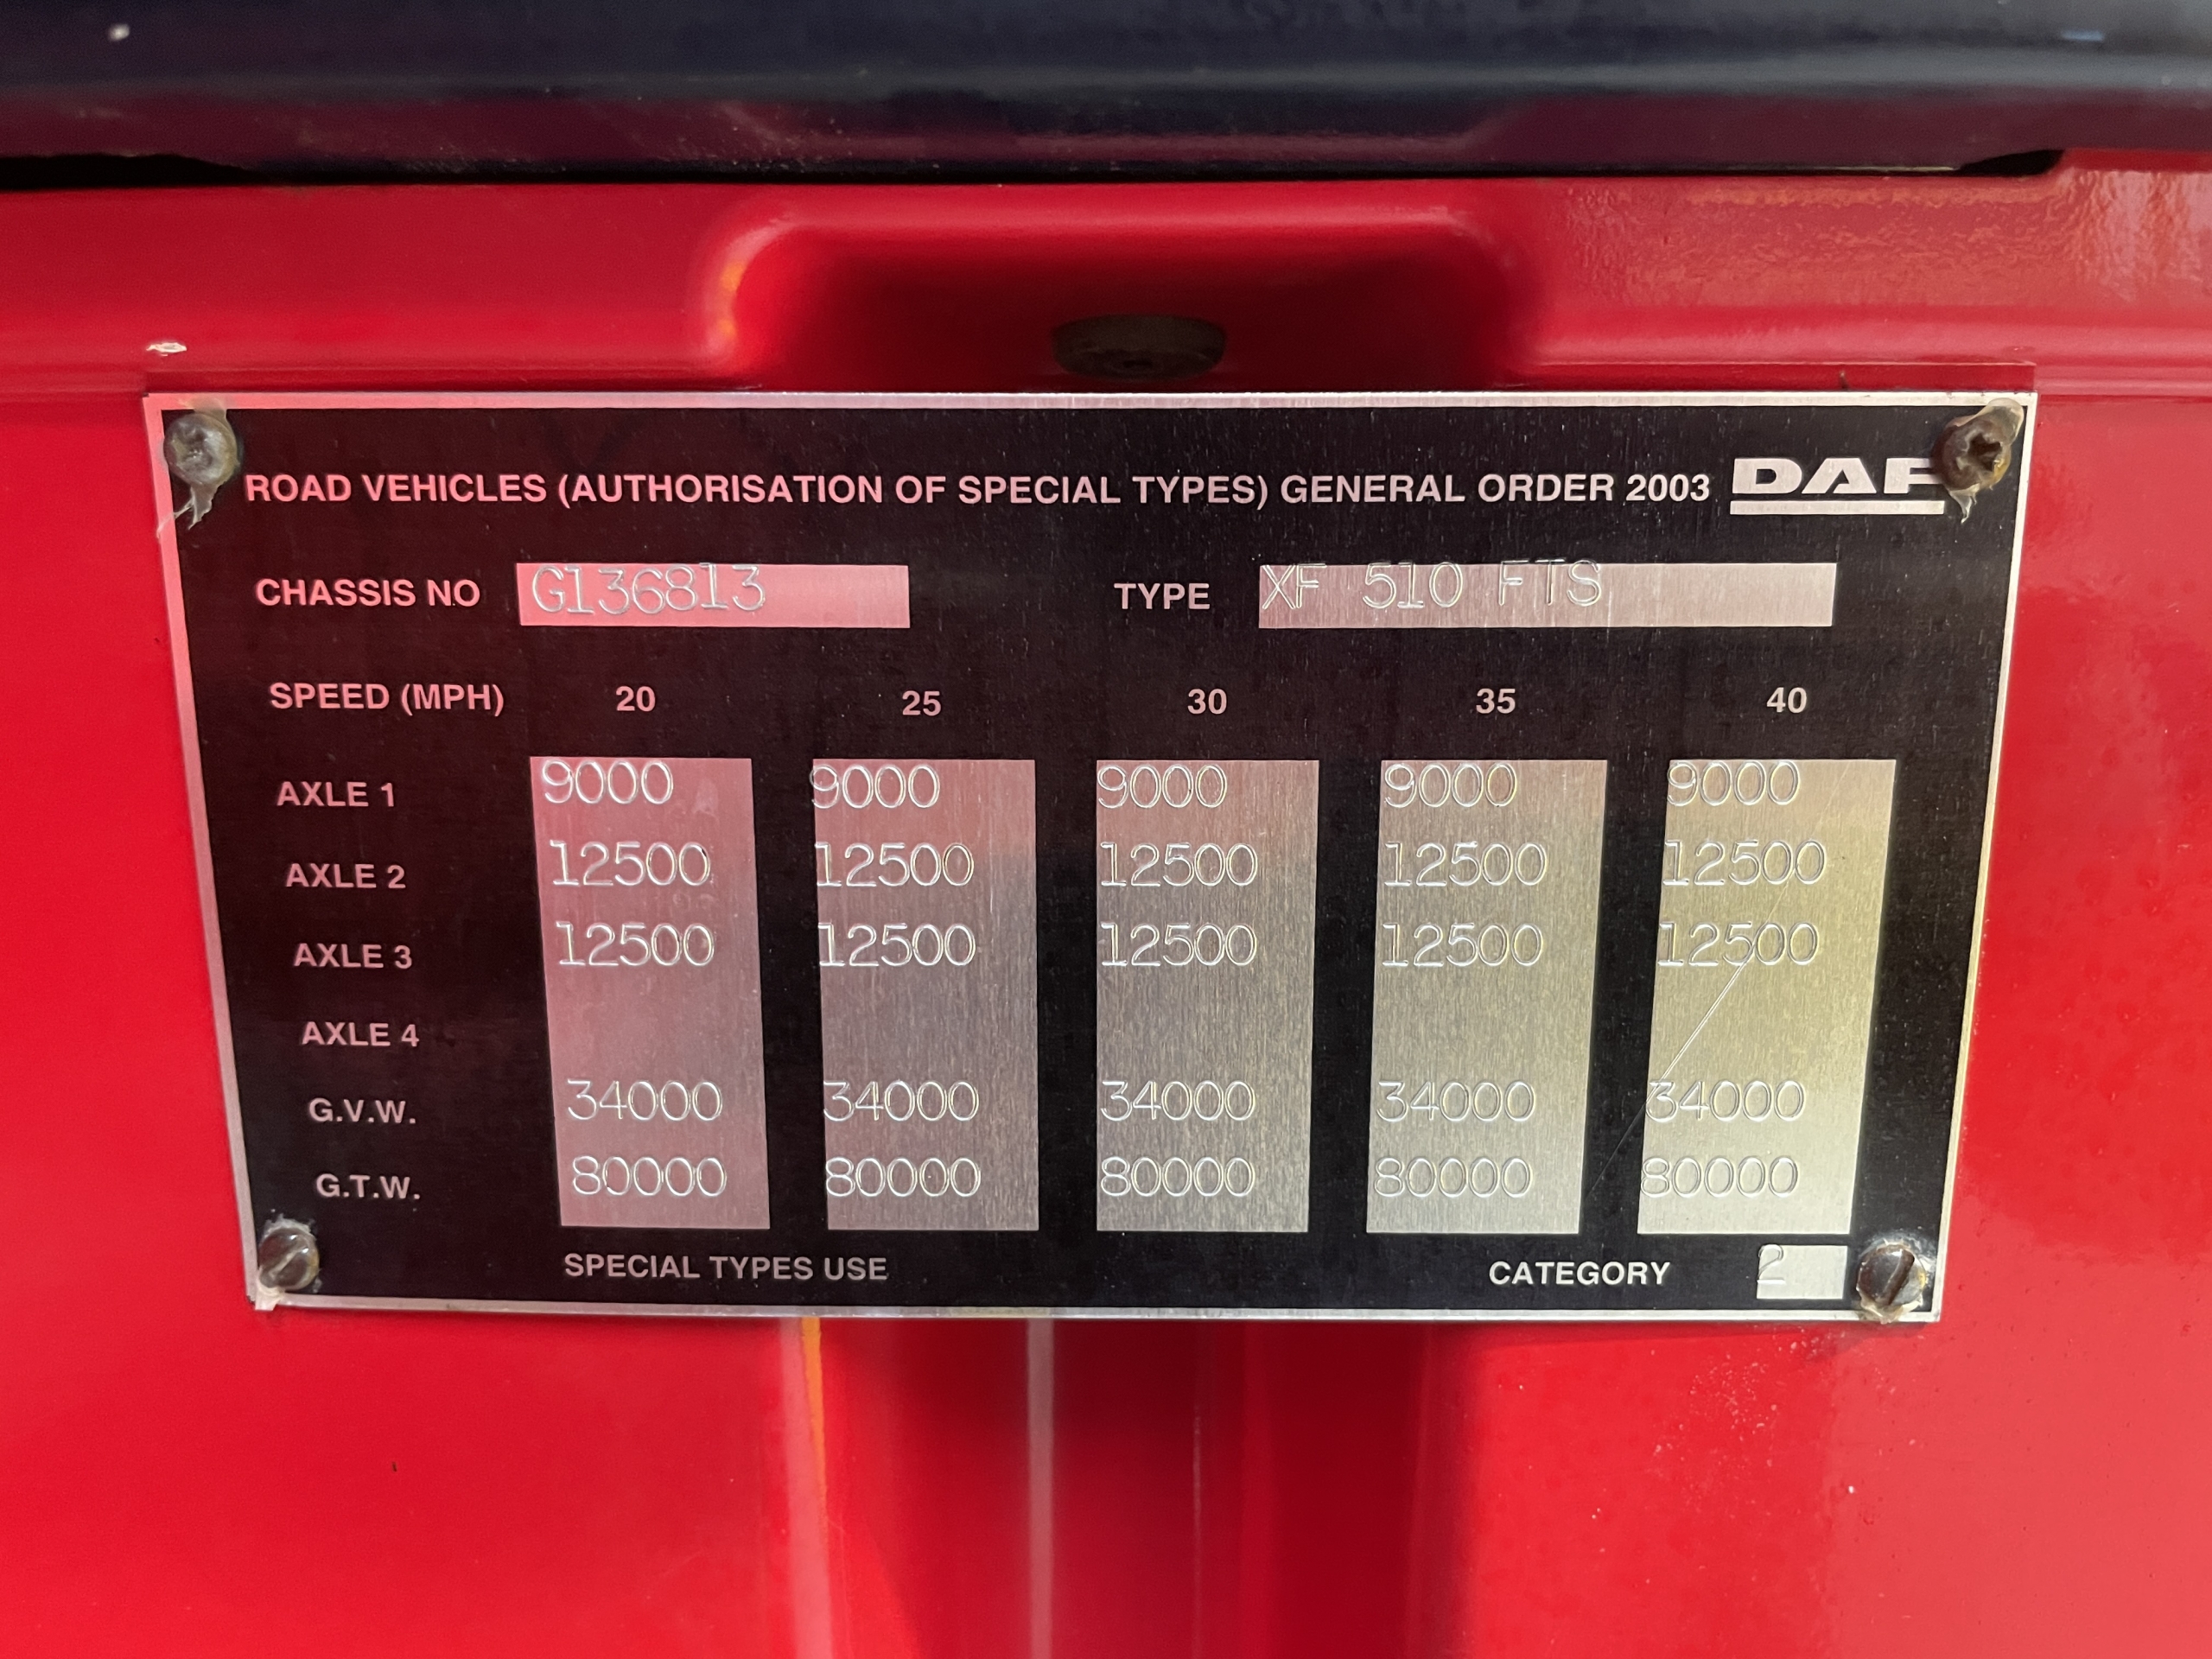 ROAD VEHICLES (AUTHORISATION OF SPECIAL TYPES) GENERAL ORDER 2003 DAF
CHASSIS NO G136813 TYPE XF 510 FTS
SPEED (MPH) 20 25 30 35 40
AXLE 1 9000 9000 9000 9000 9000
AXLE 2 12500 12500 12500 12500 12500
AXLE 3 12500 12500 12500 12500 12500
AXLE 4
G.V.W. 34000 34000 34000 34000 34000
G.T.W. 80000 80000 80000 80000 80000
SPECIAL TYPES USE CATEGORY 2